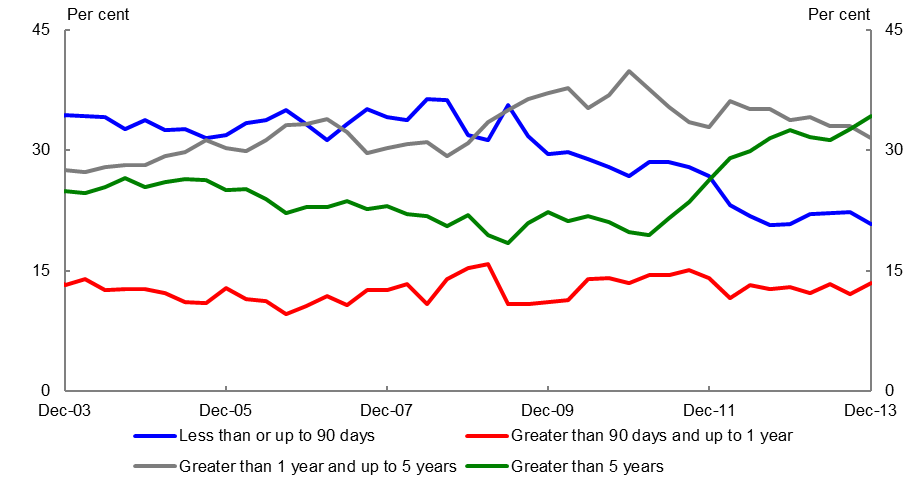 Per cent Per cent
45 45
30 30
15 15
0 0
Dec-03 Dec-05 Dec-07 Dec-09 Dec-11 Dec-13
Less than or up to 90 days Greater than 90 days and up to 1 year
Greater than 1 year and up to 5 years Greater than 5 years